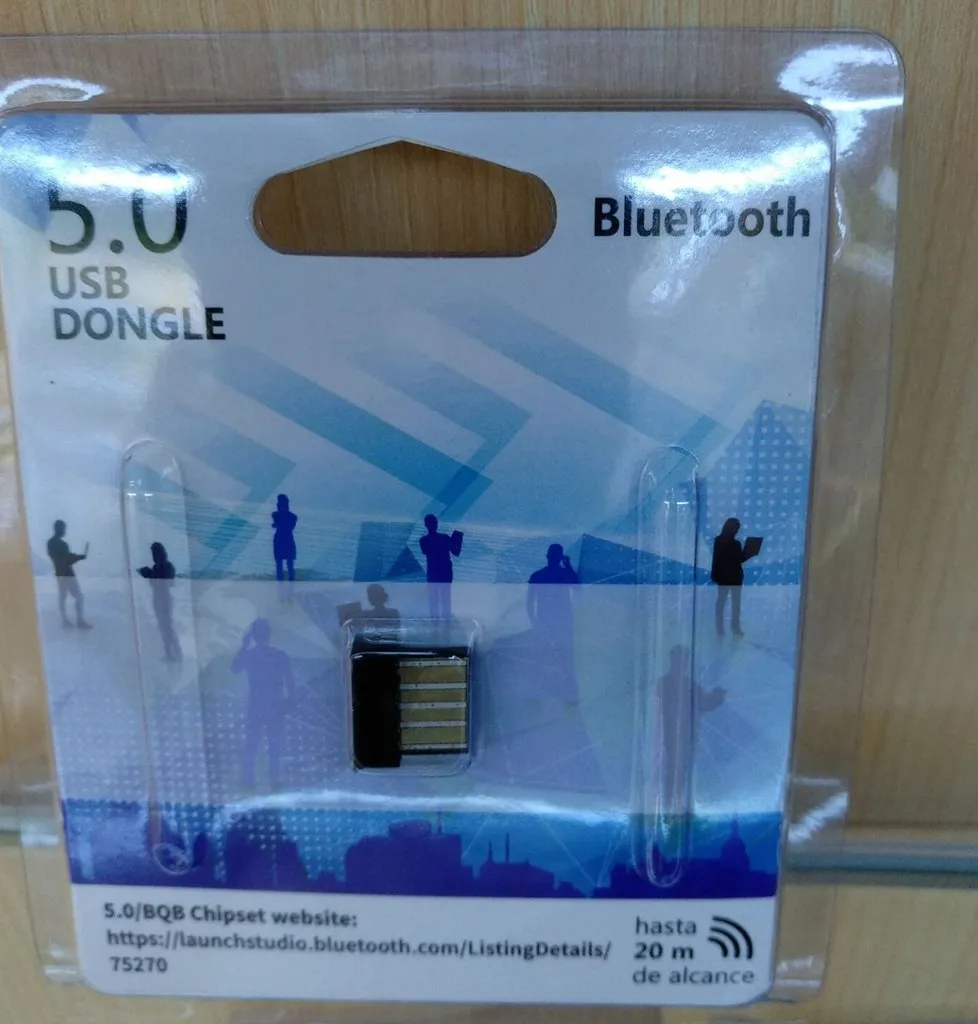 5.0
USB
DONGLE
Bluetooth
5.0/BQB Chipset website:
https://launchstudio.bluetooth.com/ListingDetails/
75270
hasta
20 m
de alcance